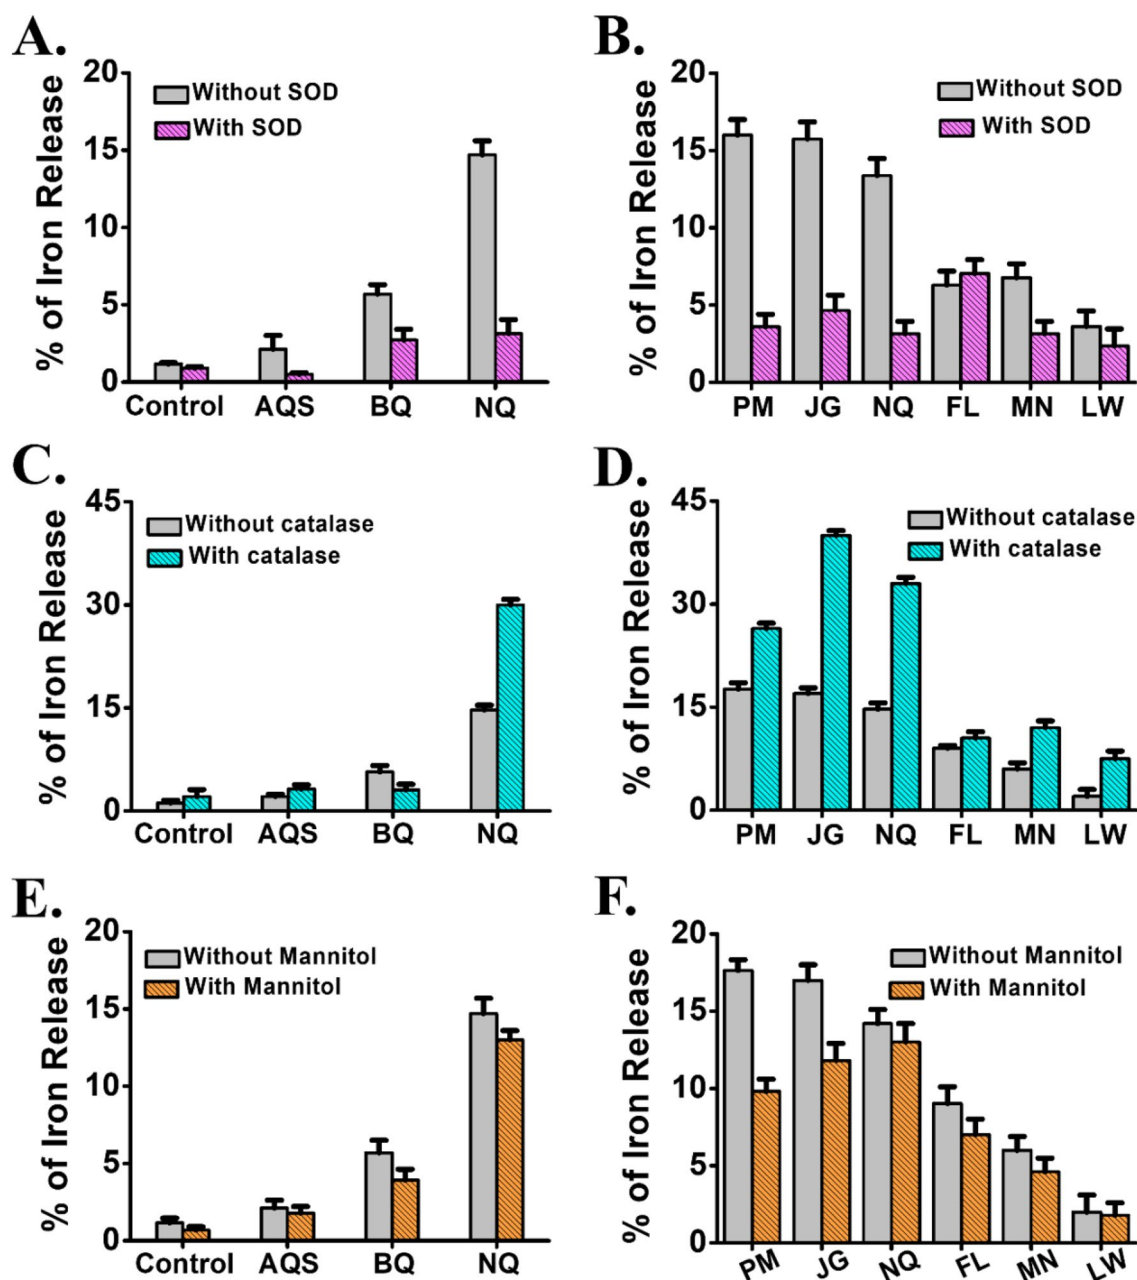 A.
% of Iron Release
20
15
10
5
0
Without SOD
With SOD
Control AQS BQ NQ
B.
% of Iron Release
20
15
10
5
0
Without SOD
With SOD
PM JG NQ FL MN LW
C.
% of Iron Release
45
30
15
0
Without catalase
With catalase
Control AQS BQ NQ
D.
% of Iron Release
45
30
15
0
Without catalase
With catalase
PM JG NQ FL MN LW
E.
% of Iron Release
20
15
10
5
0
Without Mannitol
With Mannitol
Control AQS BQ NQ
F.
% of Iron Release
20
15
10
5
0
Without Mannitol
With Mannitol
PM JG NQ FL MN LW